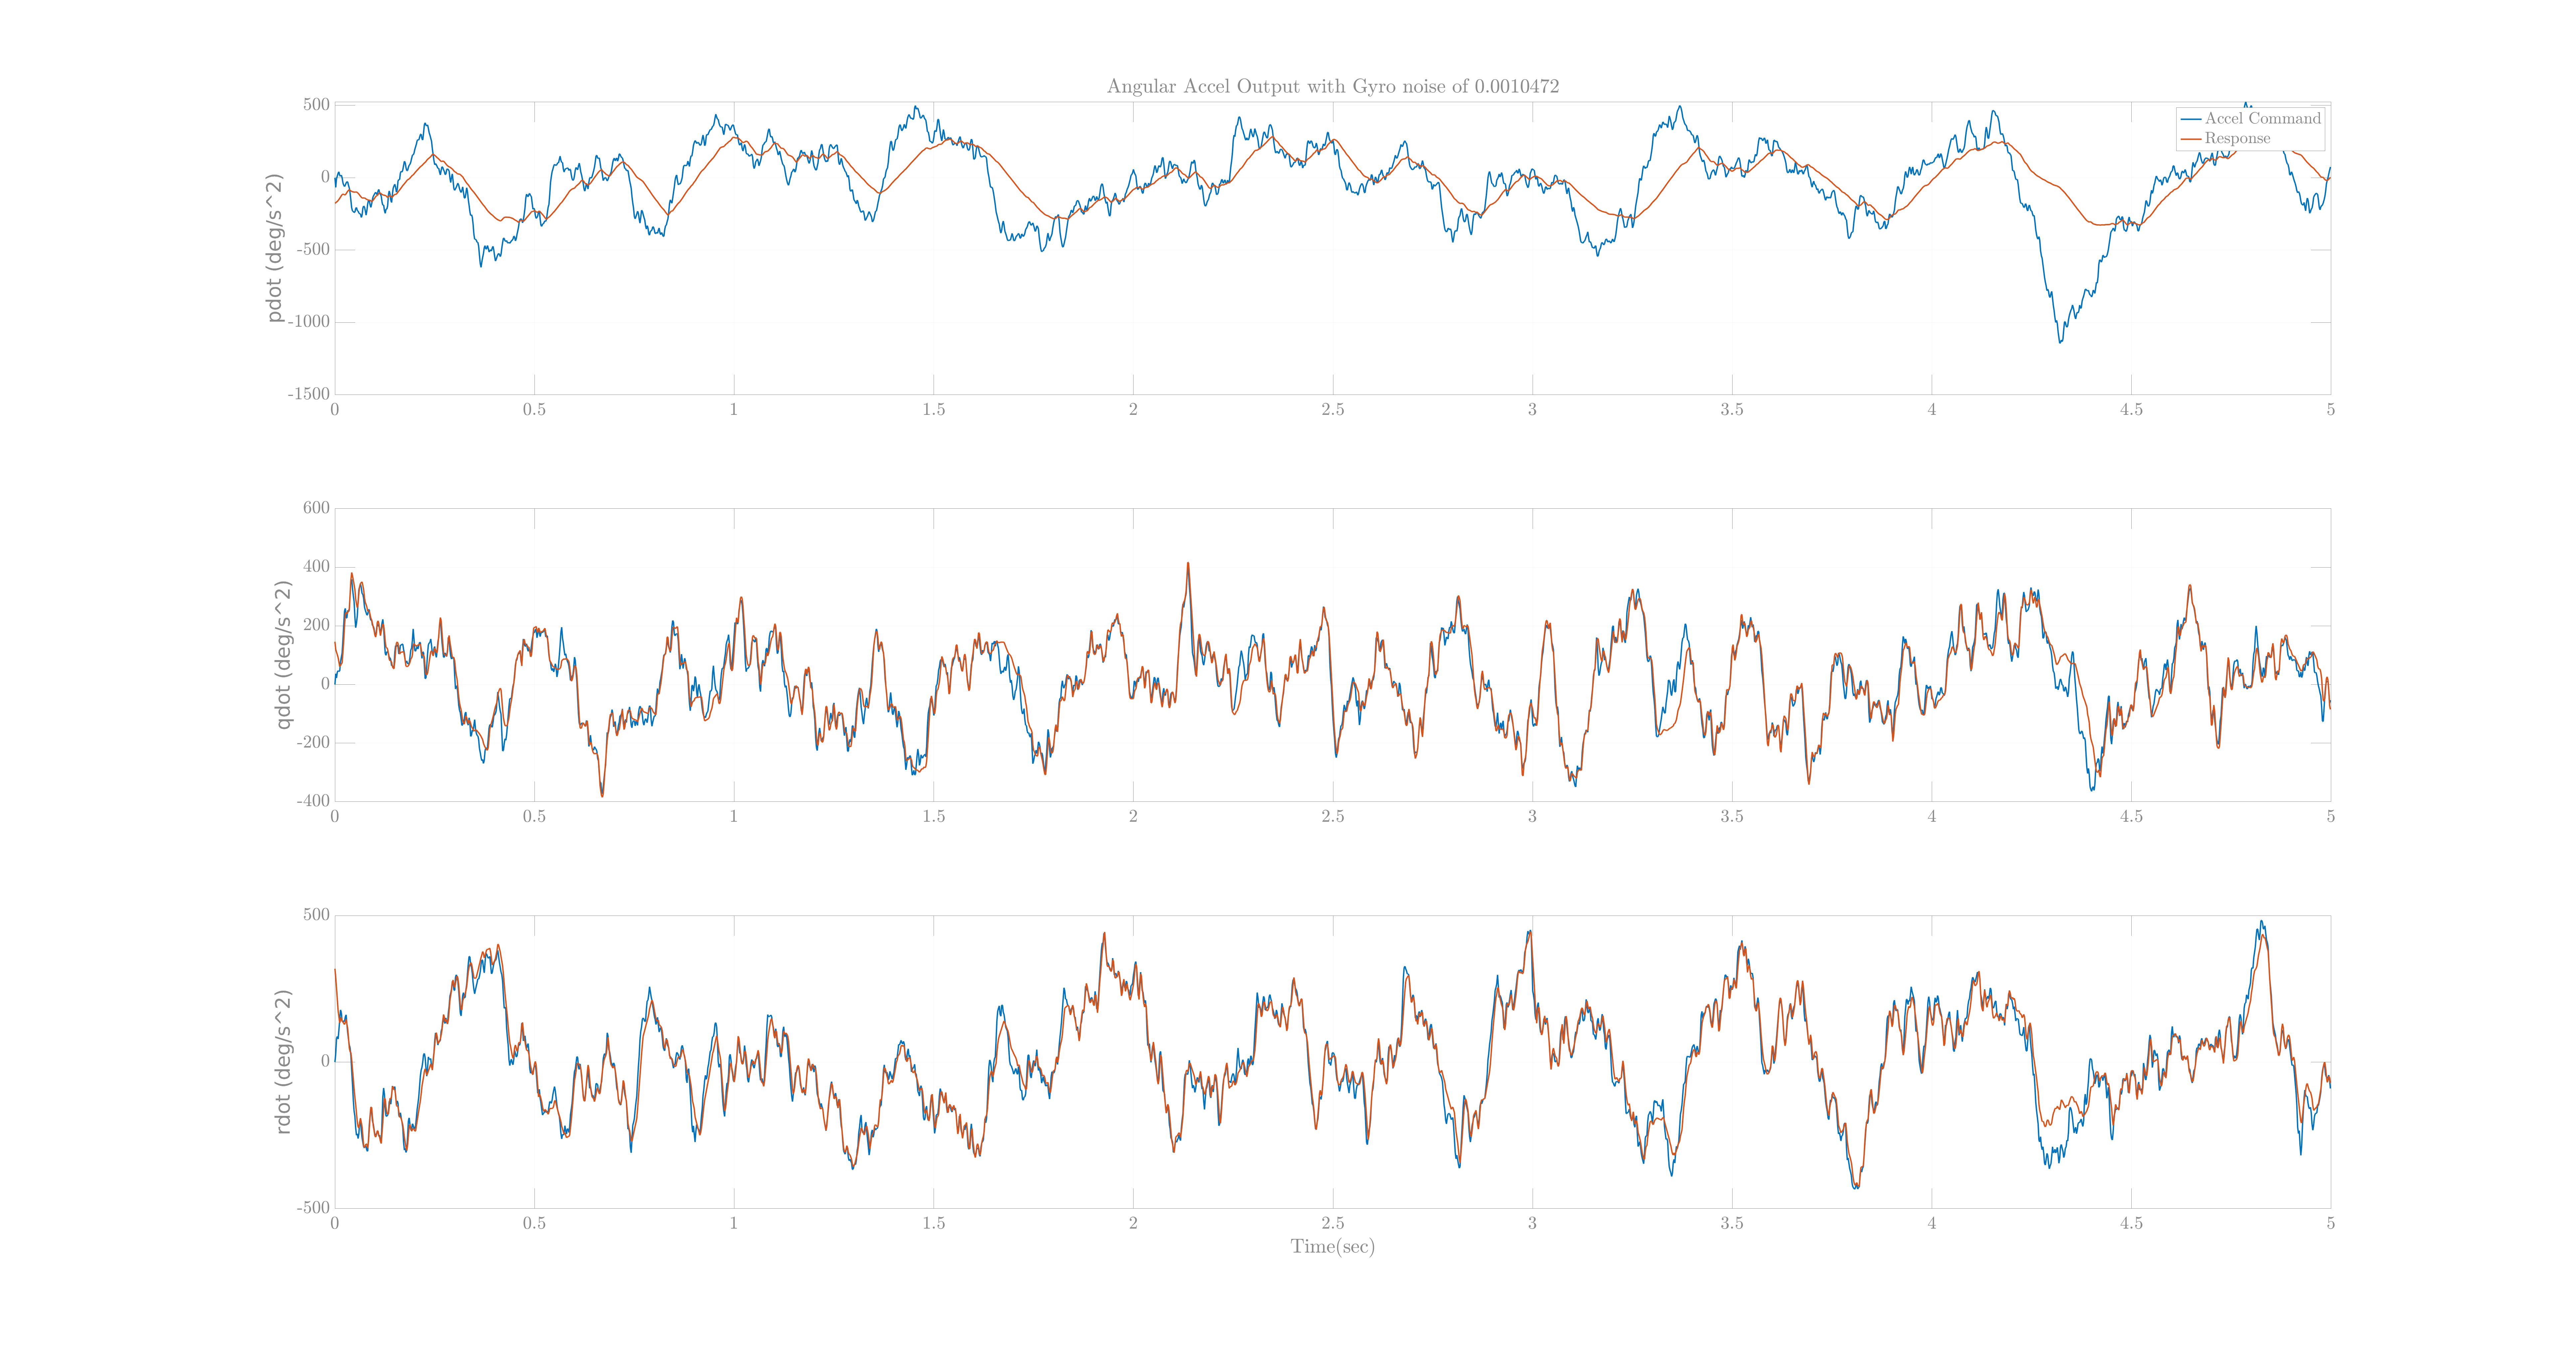 Angular Accel Output with Gyro noise of 0.0010472
Accel Command
Response
pdot (deg/s^2)
500
0
-500
-1000
-1500
0 0.5 1 1.5 2 2.5 3 3.5 4 4.5 5
qdot (deg/s^2)
600
400
200
0
-200
-400
0 0.5 1 1.5 2 2.5 3 3.5 4 4.5 5
rdot (deg/s^2)
500
0
-500
0 0.5 1 1.5 2 2.5 3 3.5 4 4.5 5
Time(sec)